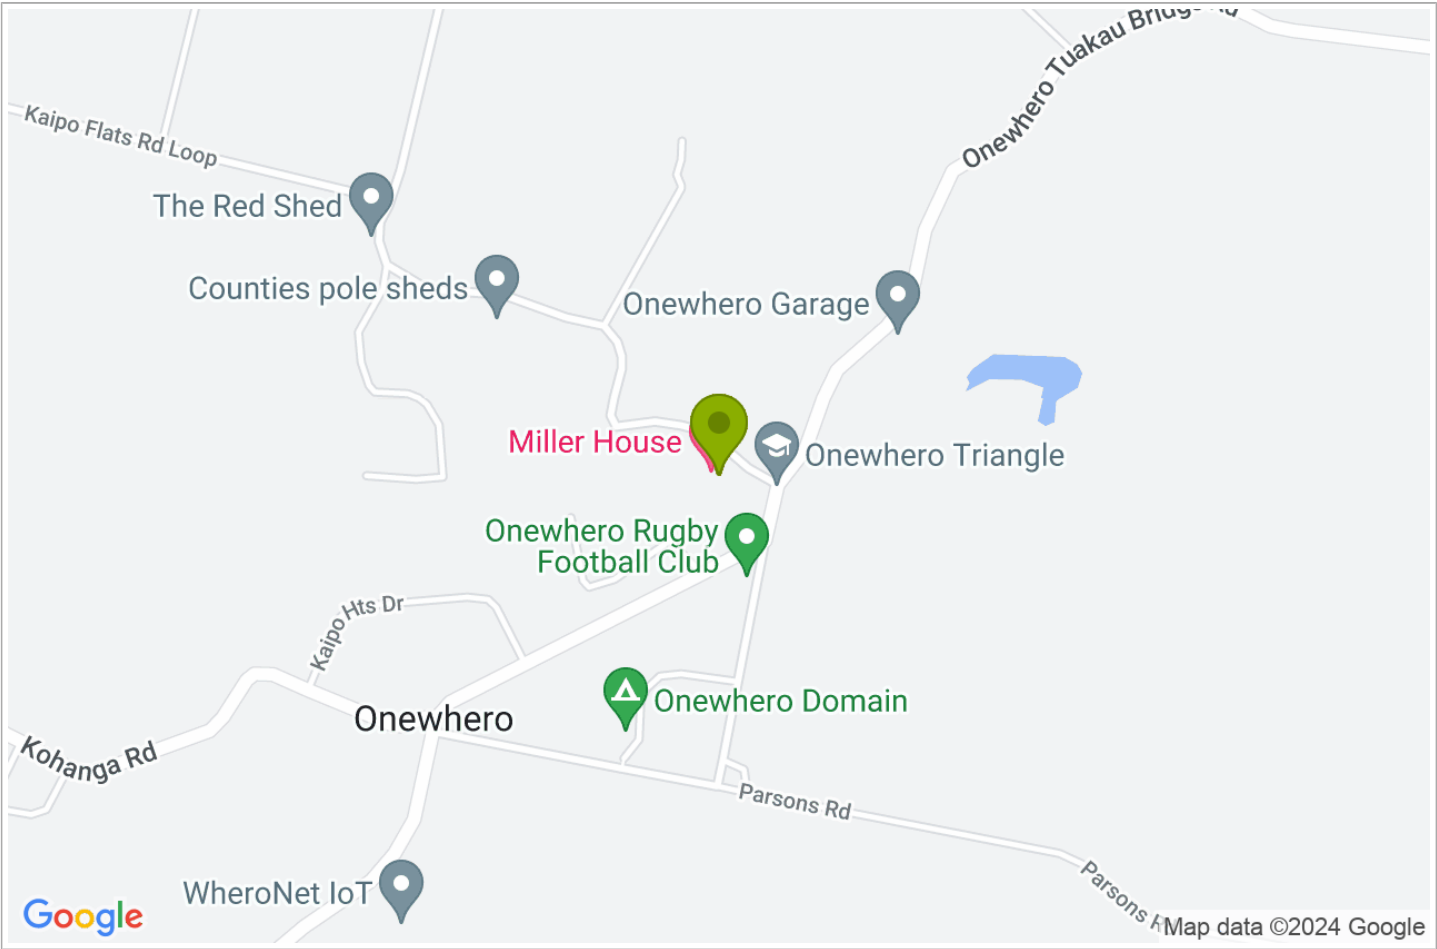 Onewhero Tuakau Bridge Rd
Kaipo Flats Rd Loop
The Red Shed
Counties pole sheds
Onewhero Garage
Miller House
Onewhero Triangle
Onewhero Rugby
Football Club
Kaipo Hts Dr
Onewhero Domain
Onewhero
Kohanga Rd
Parsons Rd
WheroNet IoT
Parsons
Google
Map data ©2024 Google